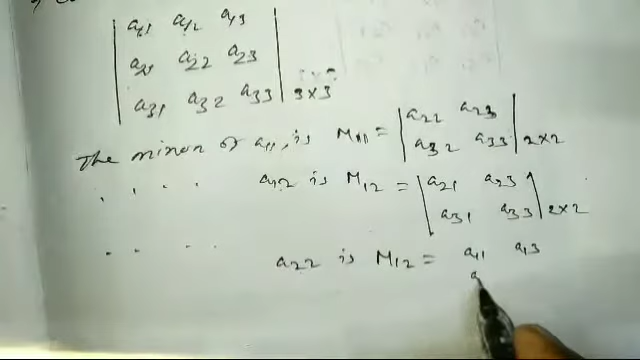 | a11 a12 a13 |
| a21 a22 a23 |
| a31 a32 a33 | 3×3
The minor of a11, is M11 = | a22 a23 |
| a32 a33 | 2×2
" " " " a12 is M12 = | a21 a23 |
| a31 a33 | 2×2
" " " " a22 is M12 = a11 a13
a